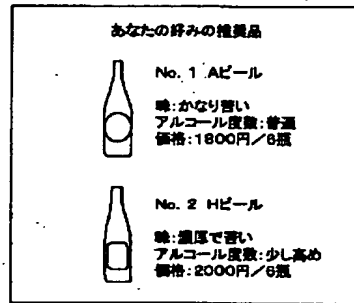 あなたの好みの推奨品
No. 1 Aビール
味:かなり苦い
アルコール度数:普通
価格:1800円/6瓶
No. 2 Hビール
味:濃厚で苦い
アルコール度数:少し高め
価格:2000円/6瓶